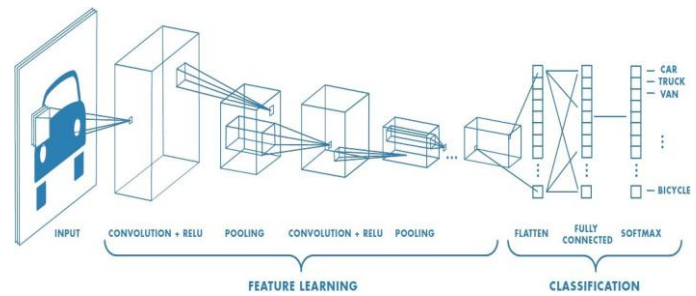 CAR
TRUCK
VAN
BICYCLE
INPUT CONVOLUTION + RELU POOLING CONVOLUTION + RELU POOLING FLATTEN FULLY CONNECTED SOFTMAX
FEATURE LEARNING CLASSIFICATION